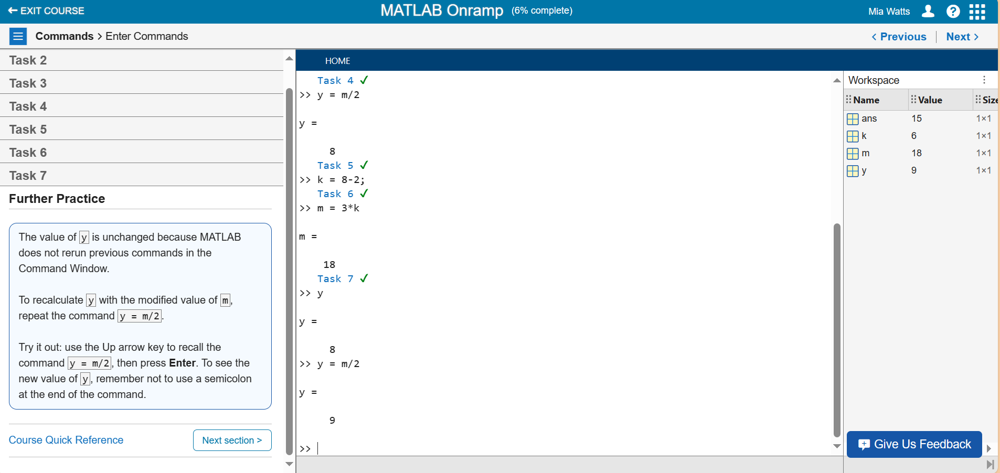 EXIT COURSE
MATLAB Onramp (6% complete)
Mia Watts
Commands > Enter Commands
< Previous | Next >
Task 2
Task 3
Task 4
Task 5
Task 6
Task 7
Further Practice
The value of y is unchanged because MATLAB
does not rerun previous commands in the
Command Window.
To recalculate y with the modified value of m,
repeat the command y = m/2.
Try it out: use the Up arrow key to recall the
command y = m/2, then press Enter. To see the
new value of y, remember not to use a semicolon
at the end of the command.
Course Quick Reference
Next section >
HOME
Task 4 ✓
>> y = m/2
y =
8
Task 5 ✓
>> k = 8-2;
Task 6 ✓
>> m = 3*k
m =
18
Task 7 ✓
>> y
y =
8
>> y = m/2
y =
9
>>
Workspace
Name Value Size
ans 15 1×1
k 6 1×1
m 18 1×1
y 9 1×1
Give Us Feedback